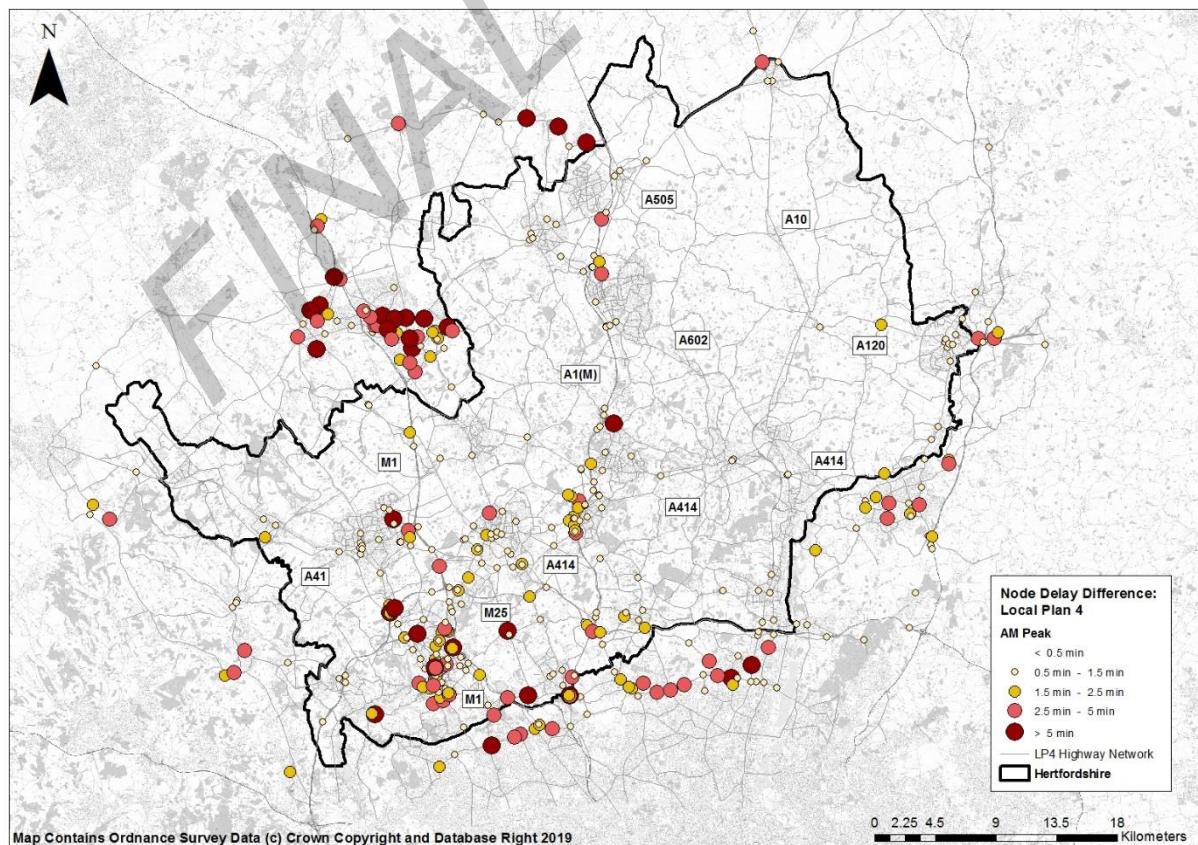 N
FINAL
A505
A10
A602
A120
A1(M)
M1
A414
A414
A41
A414
M25
M1
Node Delay Difference:
Local Plan 4
AM Peak
< 0.5 min
0.5 min - 1.5 min
1.5 min - 2.5 min
2.5 min - 5 min
> 5 min
LP4 Highway Network
Hertfordshire
0 2.25 4.5 9 13.5 18
Kilometers
Map Contains Ordnance Survey Data (c) Crown Copyright and Database Right 2019